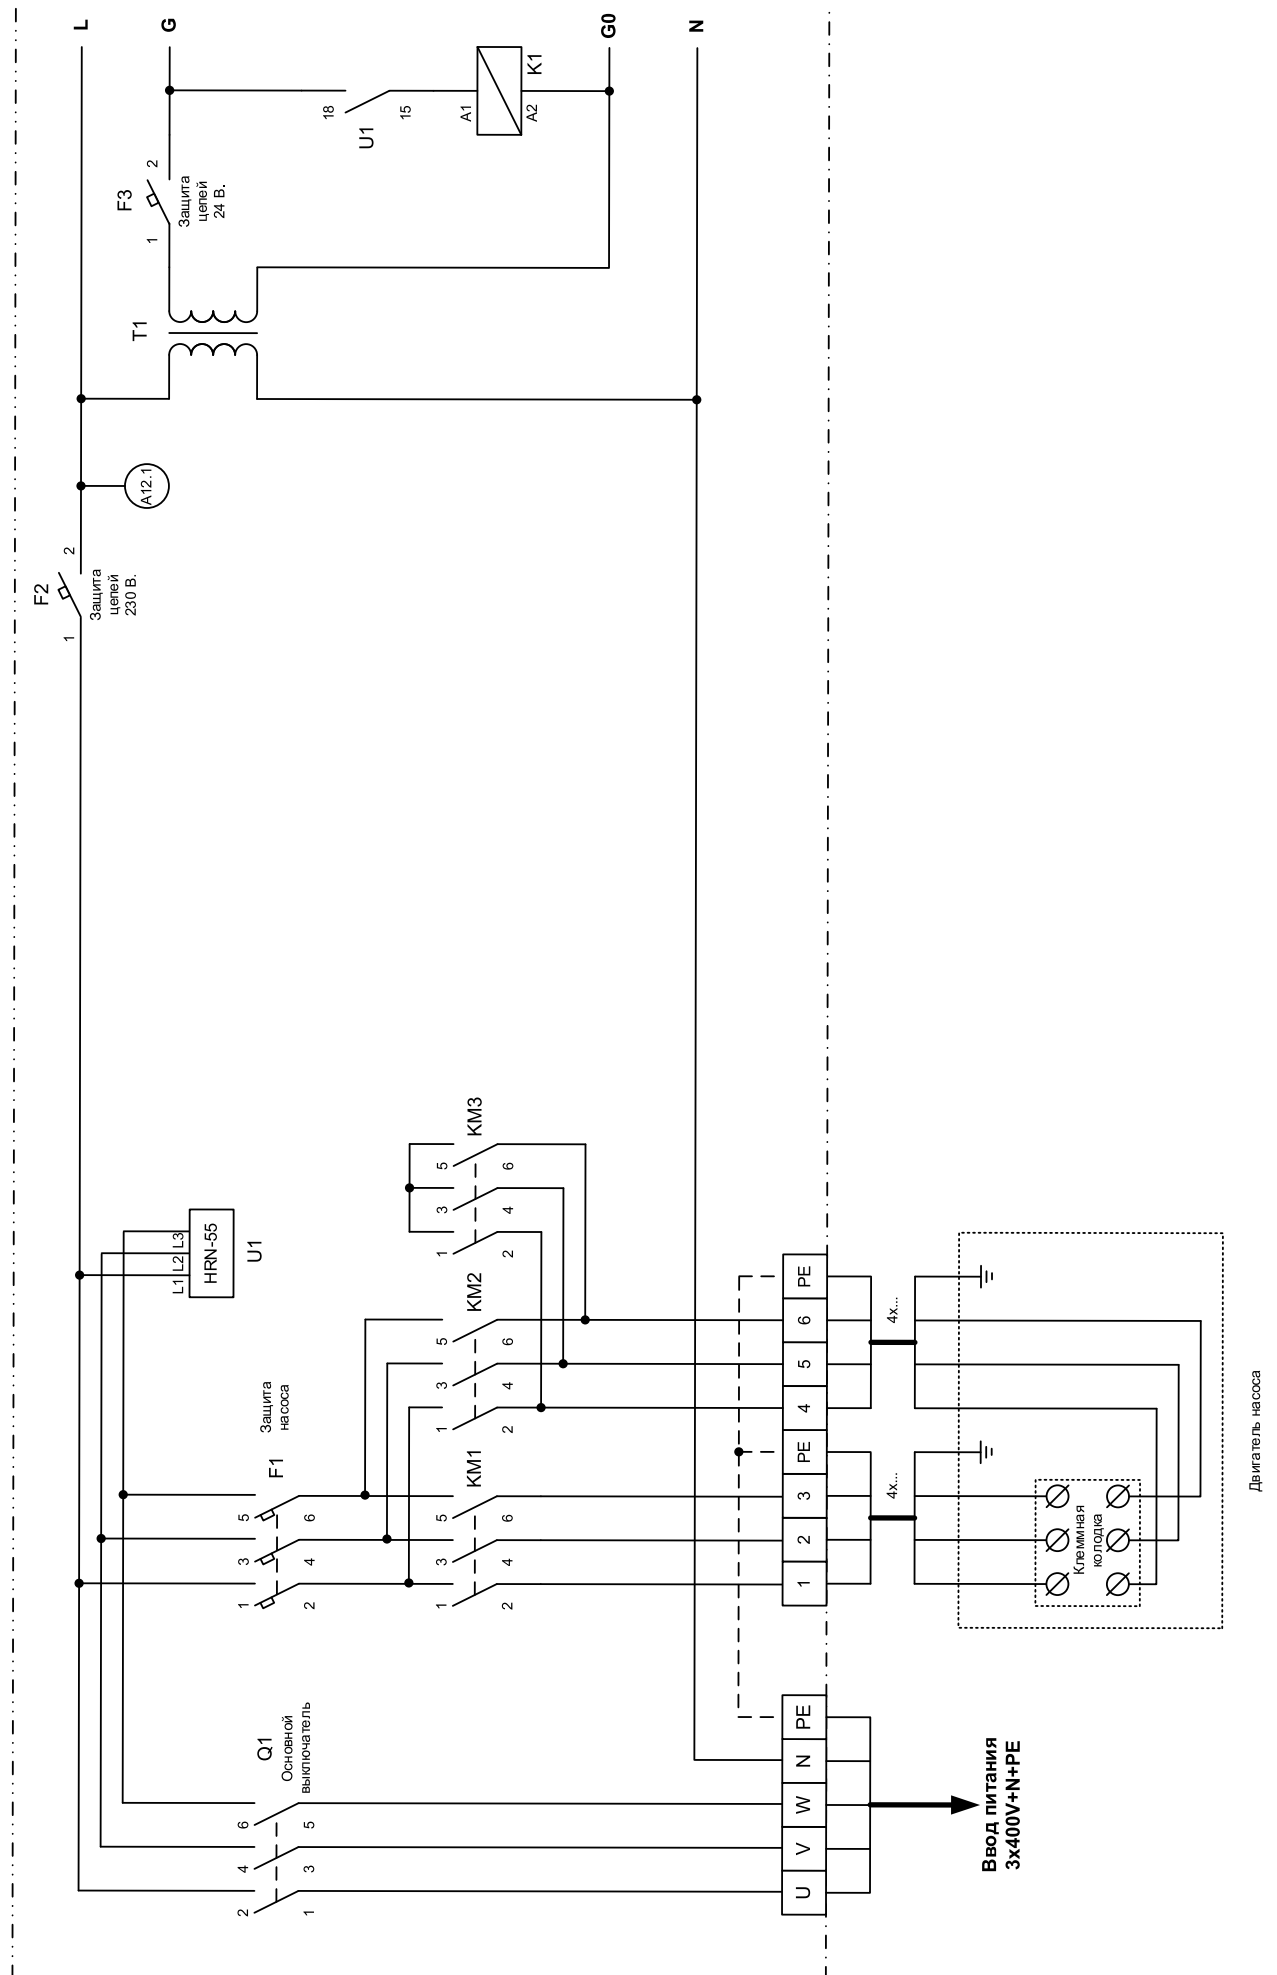 L
G
G0
N
F3
1
2
Защита
цепей
24 В.
18
15
U1
A1
A2
K1
T1
A12.1
F2
1
2
Защита
цепей
230 В.
L1
L2
L3
HRN-55
U1
Защита
насоса
F1
1
3
5
2
4
6
KM1
1
3
5
2
4
6
KM2
1
3
5
2
4
6
KM3
1
3
5
2
4
6
Q1
Основной
выключатель
2
4
6
1
3
5
U
V
W
N
PE
1
2
3
PE
4
5
6
PE
4x...
4x...
Клеммная
колодка
Двигатель насоса
Ввод питания
3x400V+N+PE